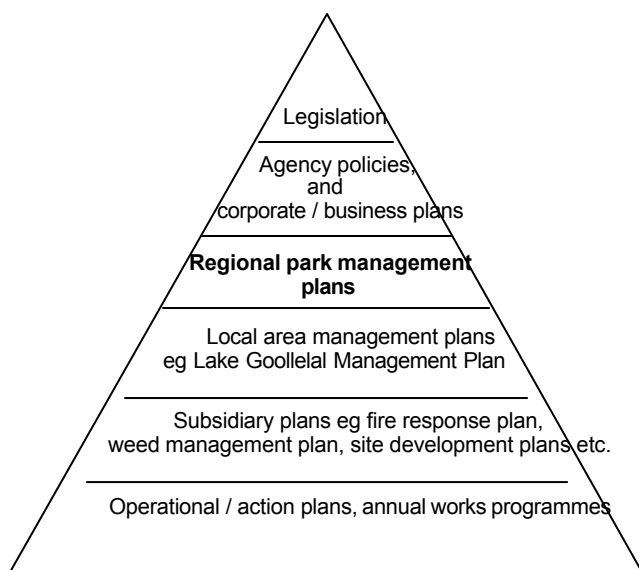 Legislation
Agency policies,
and
corporate / business plans
Regional park management
plans
Local area management plans
eg Lake Goollelal Management Plan
Subsidiary plans eg fire response plan,
weed management plan, site development plans etc.
Operational / action plans, annual works programmes